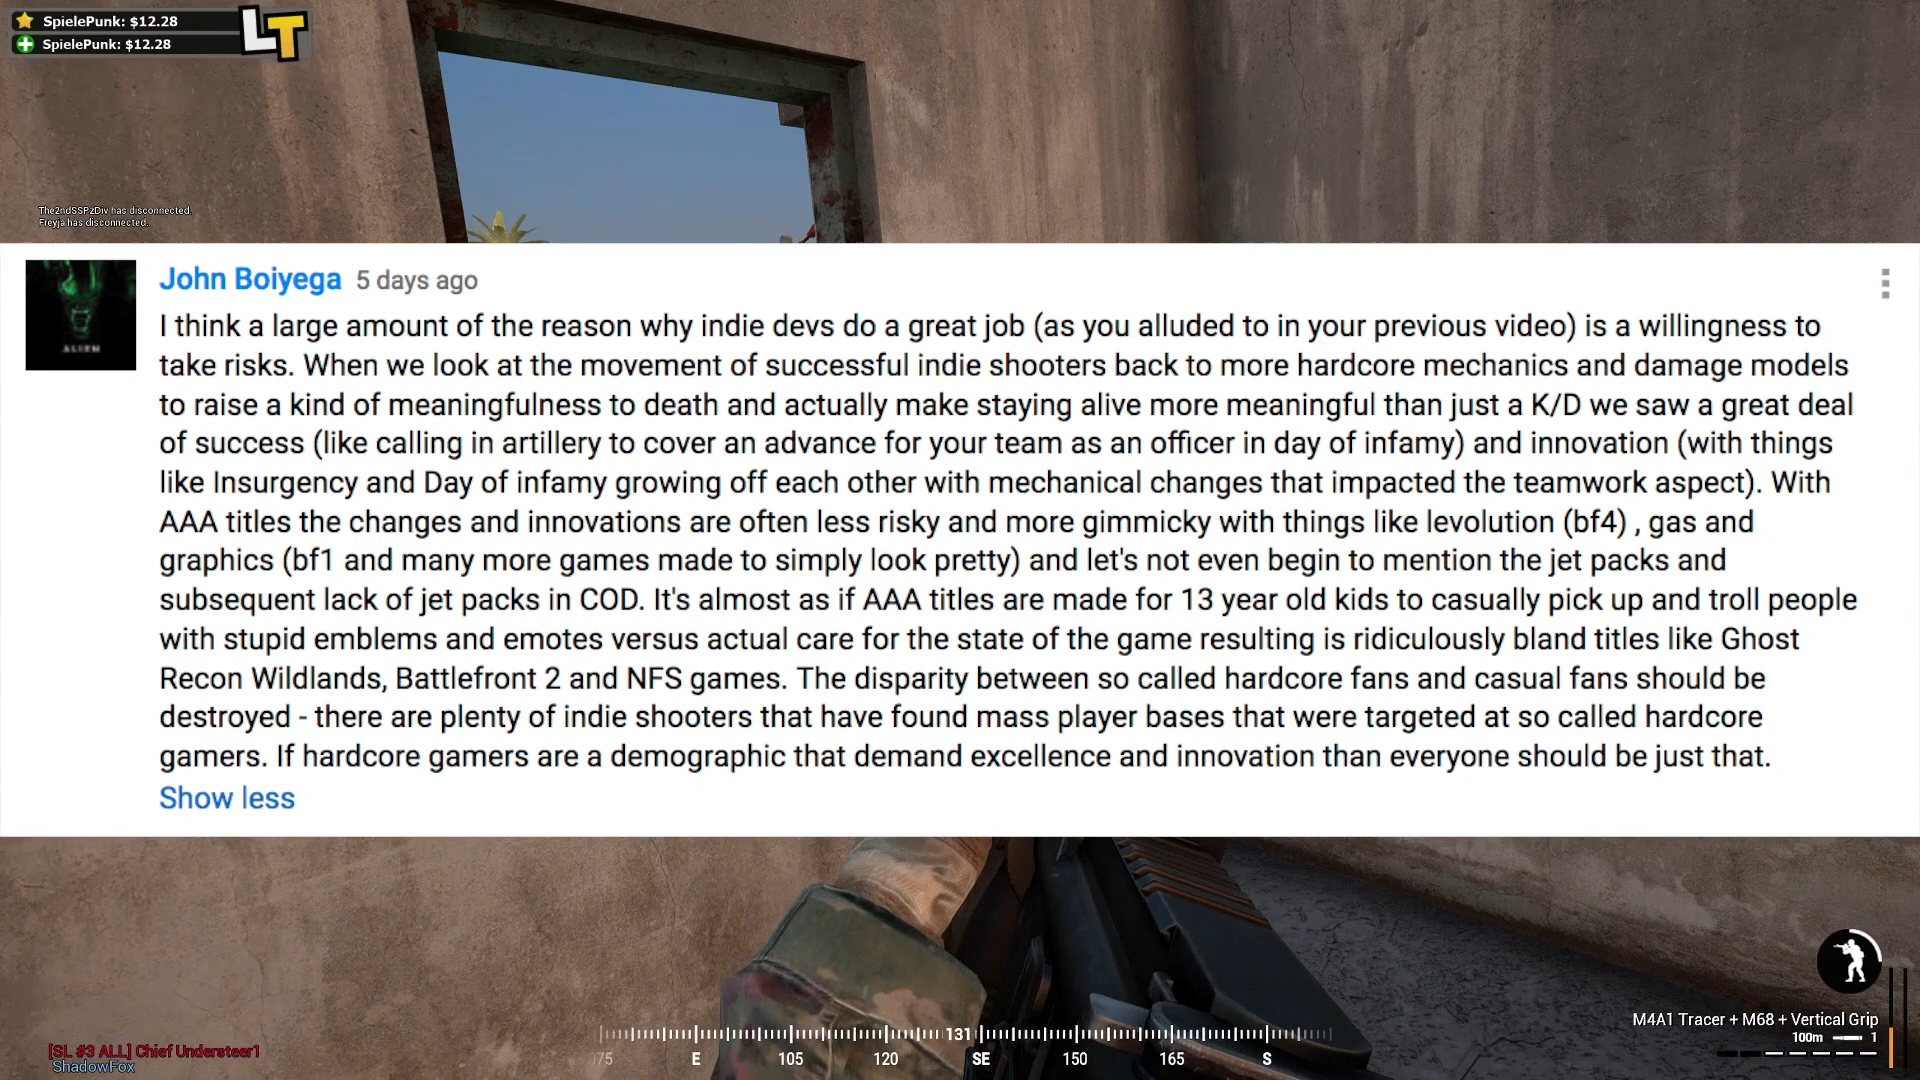 SpielePunk: $12.28
SpielePunk: $12.28
LT
The2ndSSPzDiv has disconnected.
Freyja has disconnected.
John Boiyega 5 days ago
I think a large amount of the reason why indie devs do a great job (as you alluded to in your previous video) is a willingness to
take risks. When we look at the movement of successful indie shooters back to more hardcore mechanics and damage models
to raise a kind of meaningfulness to death and actually make staying alive more meaningful than just a K/D we saw a great deal
of success (like calling in artillery to cover an advance for your team as an officer in day of infamy) and innovation (with things
like Insurgency and Day of infamy growing off each other with mechanical changes that impacted the teamwork aspect). With
AAA titles the changes and innovations are often less risky and more gimmicky with things like levolution (bf4) , gas and
graphics (bf1 and many more games made to simply look pretty) and let's not even begin to mention the jet packs and
subsequent lack of jet packs in COD. It's almost as if AAA titles are made for 13 year old kids to casually pick up and troll people
with stupid emblems and emotes versus actual care for the state of the game resulting is ridiculously bland titles like Ghost
Recon Wildlands, Battlefront 2 and NFS games. The disparity between so called hardcore fans and casual fans should be
destroyed - there are plenty of indie shooters that have found mass player bases that were targeted at so called hardcore
gamers. If hardcore gamers are a demographic that demand excellence and innovation than everyone should be just that.
Show less
ALIEN
M4A1 Tracer + M68 + Vertical Grip
100m 1
131
75 E 105 120 SE 150 165 S
[SL #3 ALL] Chief Understeer1
ShadowFox